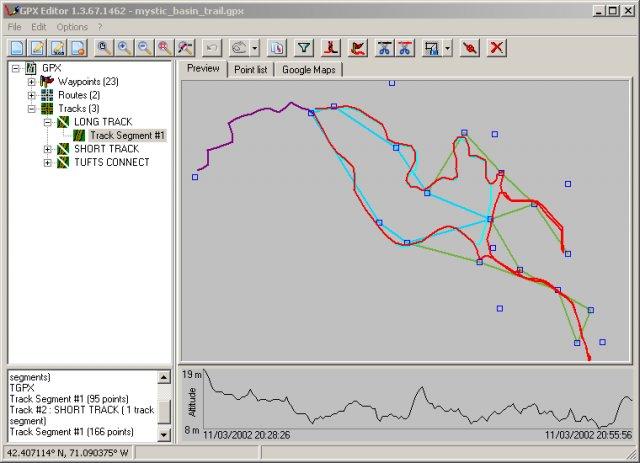 GPX Editor 1.3.67.1462 - mystic_basin_trail.gpx
File Edit Options ?
GPX
Waypoints (23)
Routes (2)
Tracks (3)
LONG TRACK
Track Segment #1
SHORT TRACK
TUFTS CONNECT
Preview Point list Google Maps
segments)
TGPX
Track Segment #1 (95 points)
Track #2 : SHORT TRACK ( 1 track
segment)
Track Segment #1 (166 points)
19 m
Altitude
8 m
11/03/2002 20:28:26 11/03/2002 20:55:56
42.407114° N, 71.090375° W